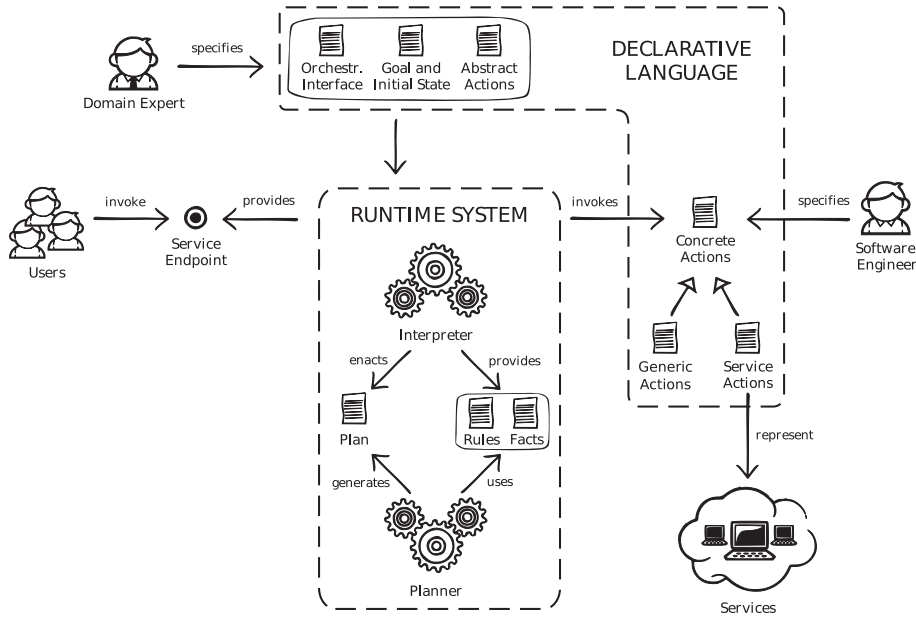 specifies
Domain Expert
Orchestr.
Interface
Goal and
Initial State
Abstract
Actions
DECLARATIVE
LANGUAGE
Users
invoke
Service
Endpoint
provides
RUNTIME SYSTEM
invokes
Concrete
Actions
specifies
Software
Engineer
Interpreter
enacts
provides
Generic
Actions
Service
Actions
Plan
Rules
Facts
represent
generates
uses
Planner
Services